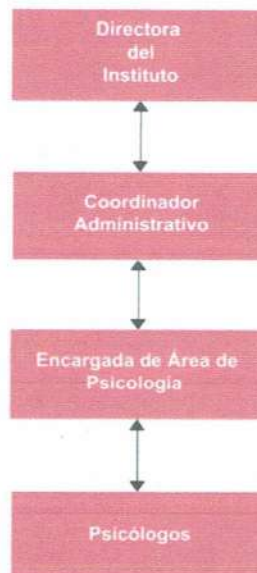 Directora
del
Instituto
Coordinador
Administrativo
Encargada de Área de
Psicología
Psicólogos